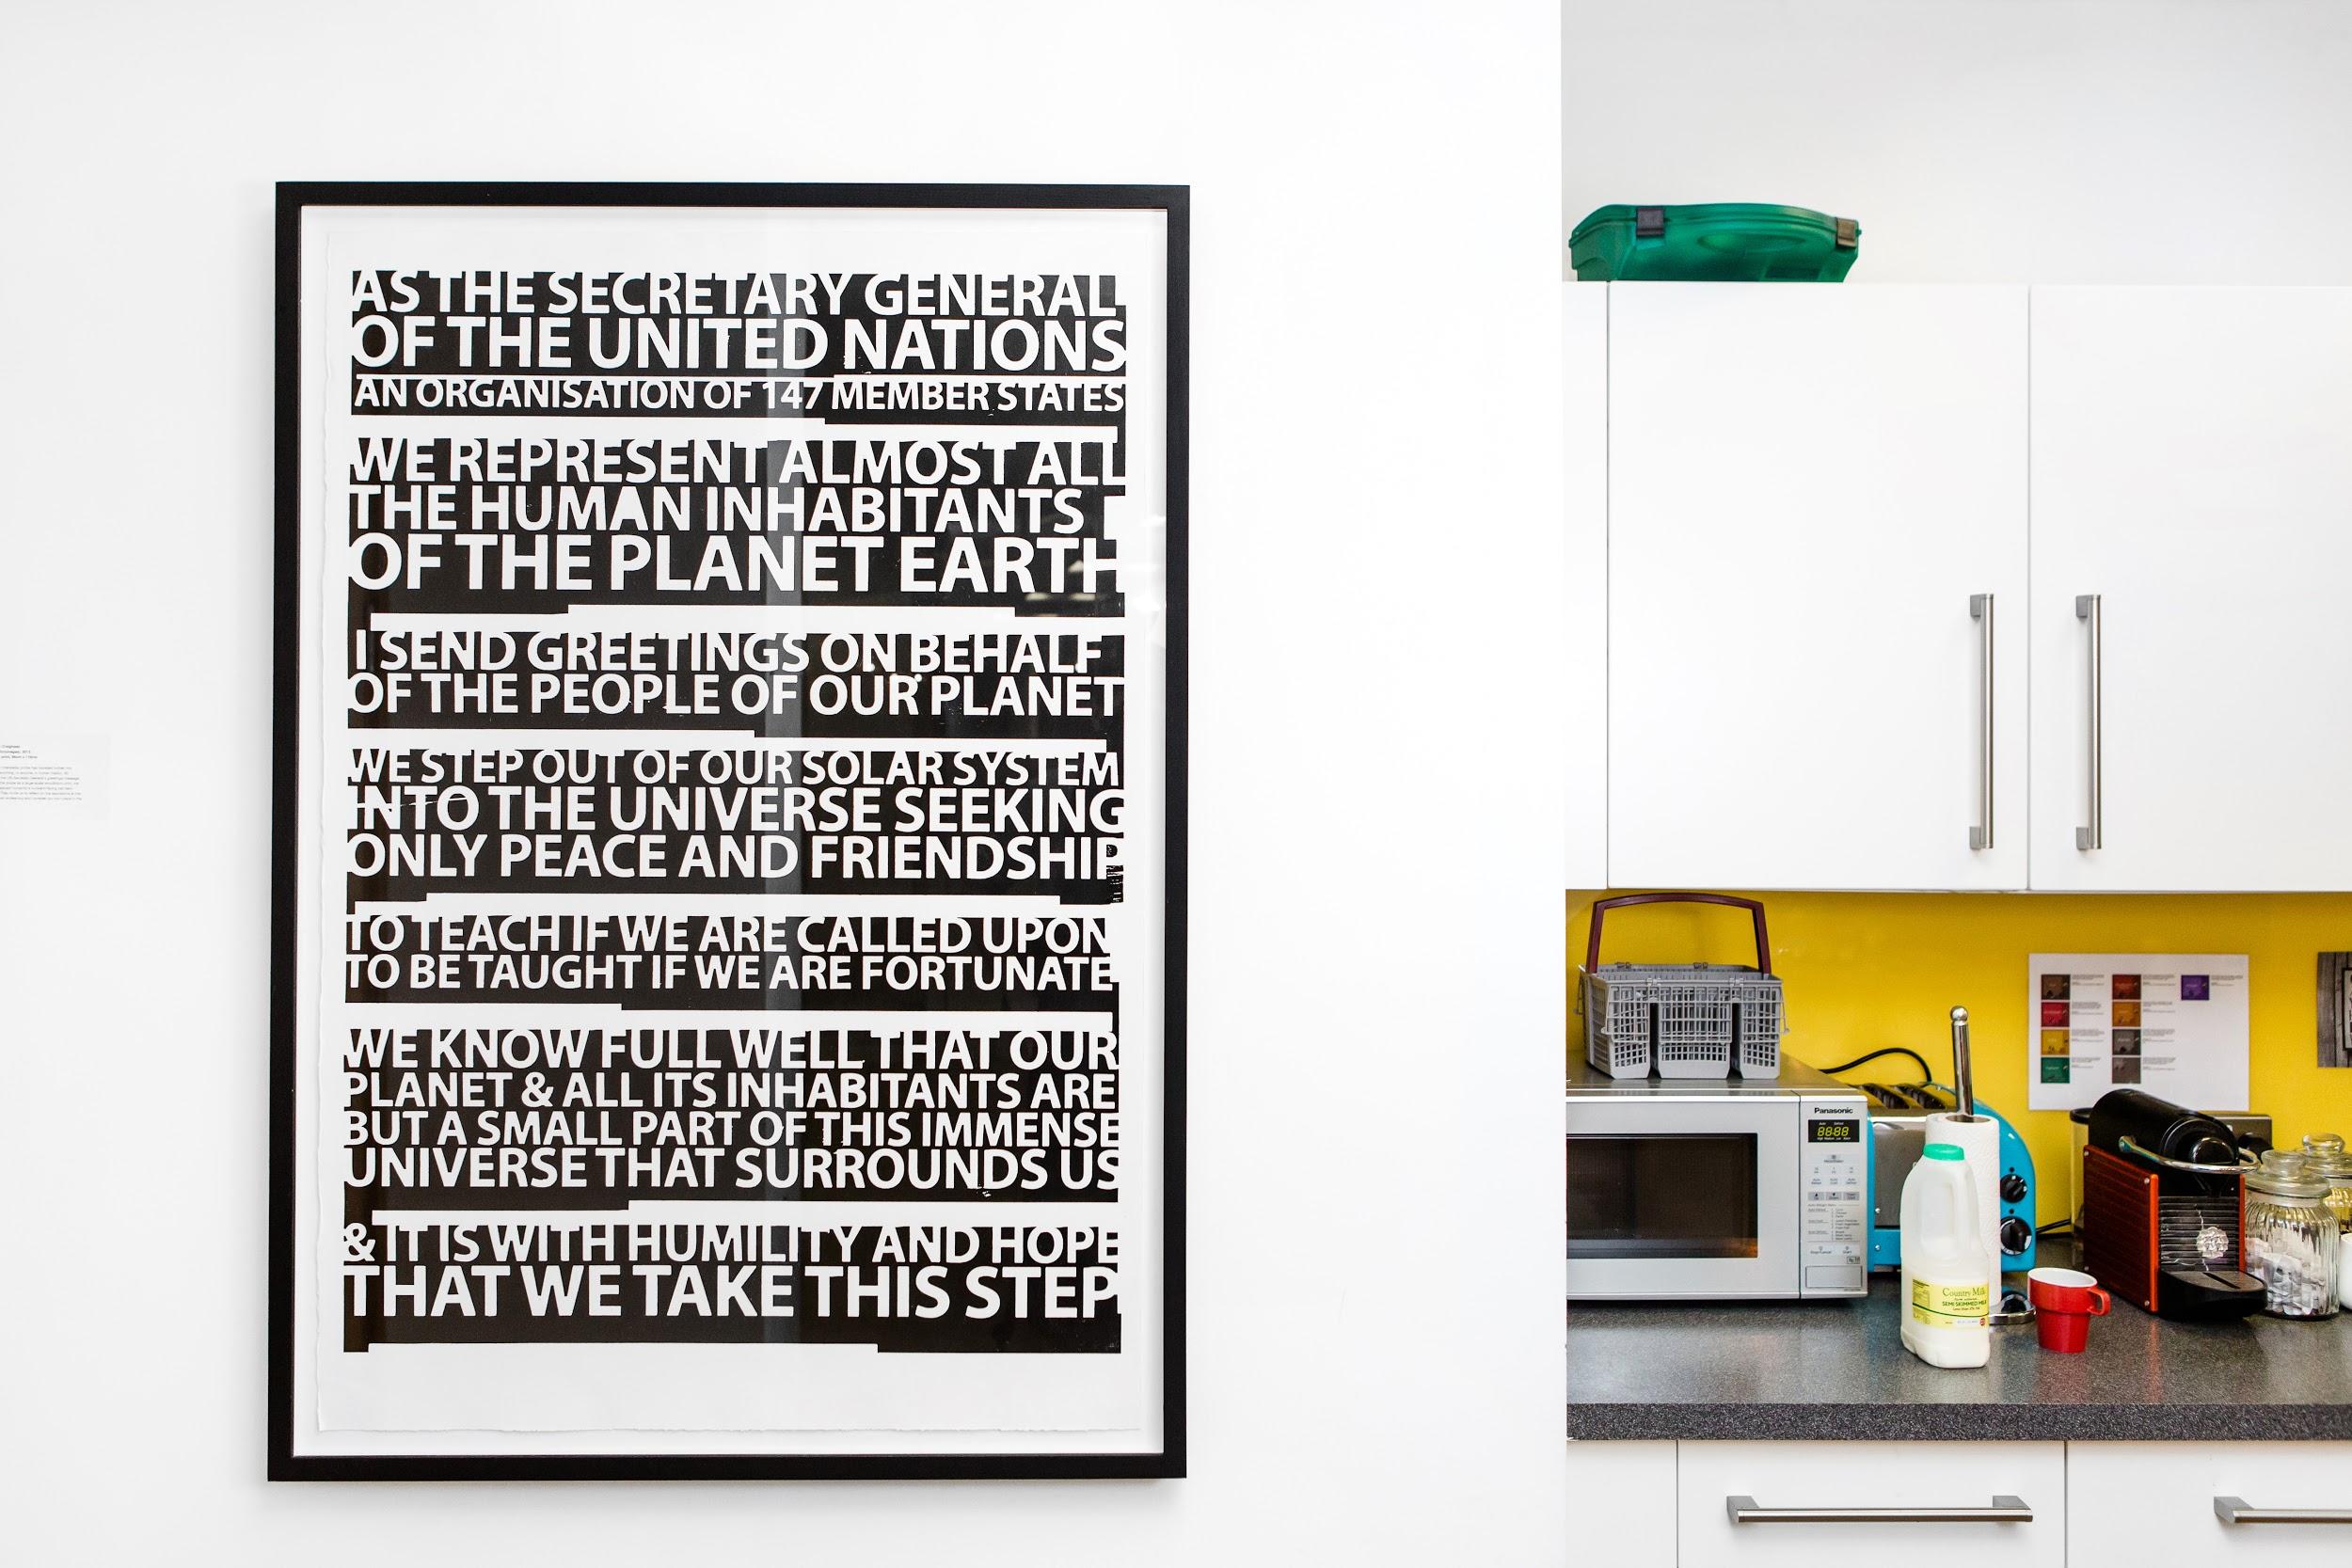 AS THE SECRETARY GENERAL
OF THE UNITED NATIONS
AN ORGANISATION OF 147 MEMBER STATES
WE REPRESENT ALMOST ALL
THE HUMAN INHABITANTS
OF THE PLANET EARTH
I SEND GREETINGS ON BEHALF
OF THE PEOPLE OF OUR PLANET
WE STEP OUT OF OUR SOLAR SYSTEM
INTO THE UNIVERSE SEEKING
ONLY PEACE AND FRIENDSHIP
TO TEACH IF WE ARE CALLED UPON
TO BE TAUGHT IF WE ARE FORTUNATE
WE KNOW FULL WELL THAT OUR
PLANET & ALL ITS INHABITANTS ARE
BUT A SMALL PART OF THIS IMMENSE
UNIVERSE THAT SURROUNDS US
& IT IS WITH HUMILITY AND HOPE
THAT WE TAKE THIS STEP
Panasonic
88:88
Country Milk
SEMI SKIMMED MILK